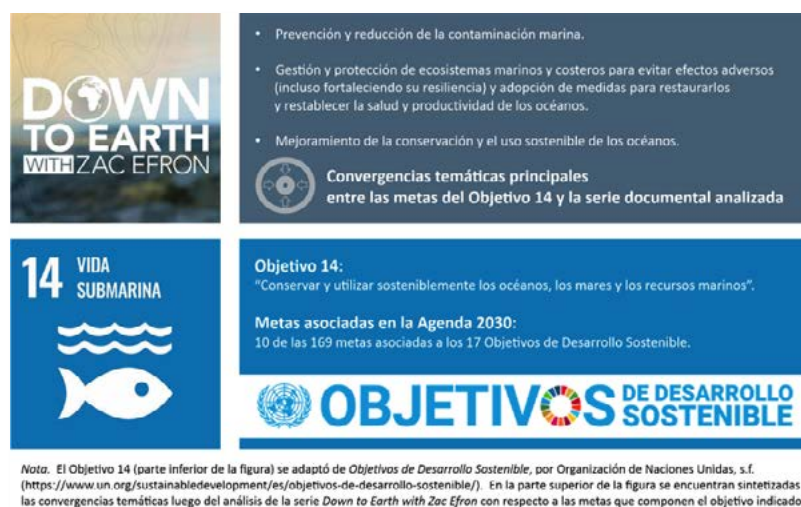 DOWN
TO EARTH
WITH ZAC EFRON
• Prevención y reducción de la contaminación marina.
• Gestión y protección de ecosistemas marinos y costeros para evitar efectos adversos
(incluso fortaleciendo su resiliencia) y adopción de medidas para restaurarlos
y restablecer la salud y productividad de los océanos.
• Mejoramiento de la conservación y el uso sostenible de los océanos.
Convergencias temáticas principales
entre las metas del Objetivo 14 y la serie documental analizada
14 VIDA
SUBMARINA
Objetivo 14:
“Conservar y utilizar sosteniblemente los océanos, los mares y los recursos marinos”.
Metas asociadas en la Agenda 2030:
10 de las 169 metas asociadas a los 17 Objetivos de Desarrollo Sostenible.
OBJETIVOS DE DESARROLLO
SOSTENIBLE
Nota. El Objetivo 14 (parte inferior de la figura) se adaptó de Objetivos de Desarrollo Sostenible, por Organización de Naciones Unidas, s.f.
(https://www.un.org/sustainabledevelopment/es/objetivos-de-desarrollo-sostenible/). En la parte superior de la figura se encuentran sintetizadas
las convergencias temáticas luego del análisis de la serie Down to Earth with Zac Efron con respecto a las metas que componen el objetivo indicado